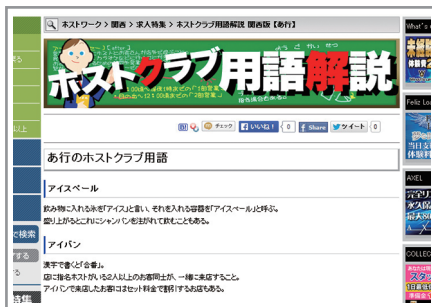 ホストワーク > 関西 > 求人特集 > ホストクラブ用語解説 関西版【あ行】
ホストクラブ用語解説
チェック
いいね！ 0
Share
ツイート 0
あ行のホストクラブ用語
アイスペール
飲み物に入れる氷を「アイス」と言い、それを入れる容器を「アイスペール」と呼ぶ。
盛り上がるとこれにシャンパンを注がれて飲むこともある。
アイバン
漢字で書くと「合番」。
店に指名ホストがいる2人以上のお客同士が、一緒に来店すること。
アイバンで来店したお客にはセット料金で割引するお店もある。
以上
で検索
する
特集
What's
Feliz
AXEL
COLLEC